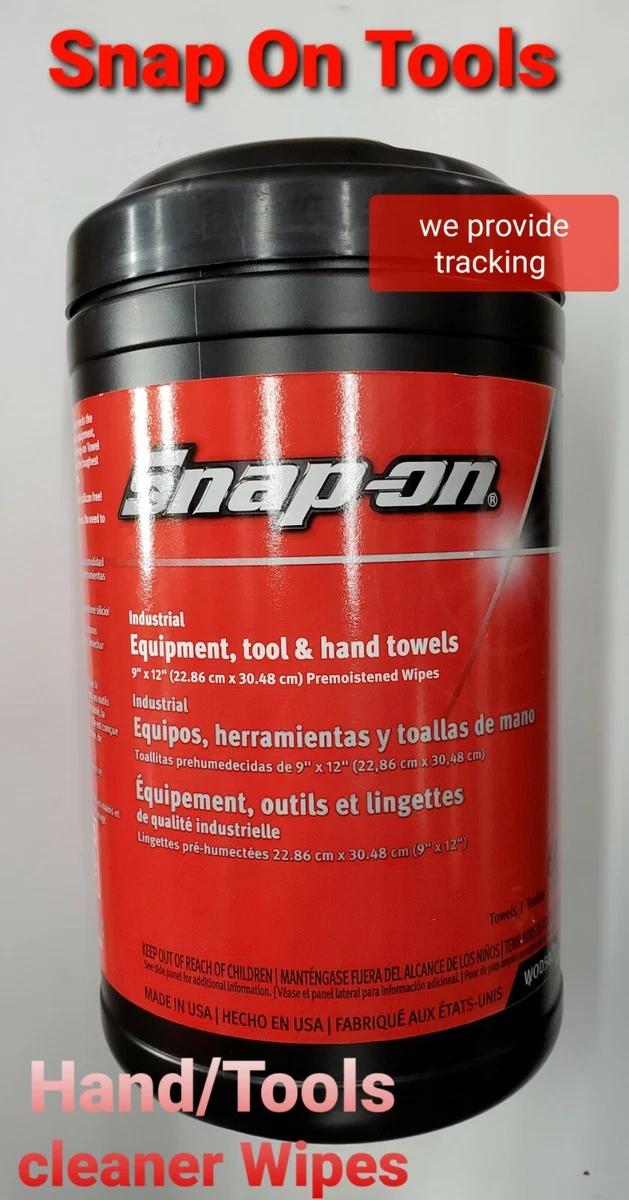 Snap On Tools
we provide
tracking
Snap-on®
Industrial
Equipment, tool & hand towels
9" x 12" (22.86 cm x 30.48 cm) Premoistened Wipes
Industrial
Equipos, herramientas y toallas de mano
Toallitas prehumedecidas de 9" x 12" (22,86 cm x 30,48 cm)
Équipement, outils et lingettes
de qualité industrielle
Lingettes pré-humectées 22.86 cm x 30.48 cm (9" x 12")
Towels / Toallas
KEEP OUT OF REACH OF CHILDREN | MANTÉNGASE FUERA DEL ALCANCE DE LOS NIÑOS |
See side panel for additional information. | Véase el panel lateral para información adicional. | Pour de plus amples
MADE IN USA | HECHO EN USA | FABRIQUÉ AUX ÉTATS-UNIS
Hand/Tools
cleaner Wipes